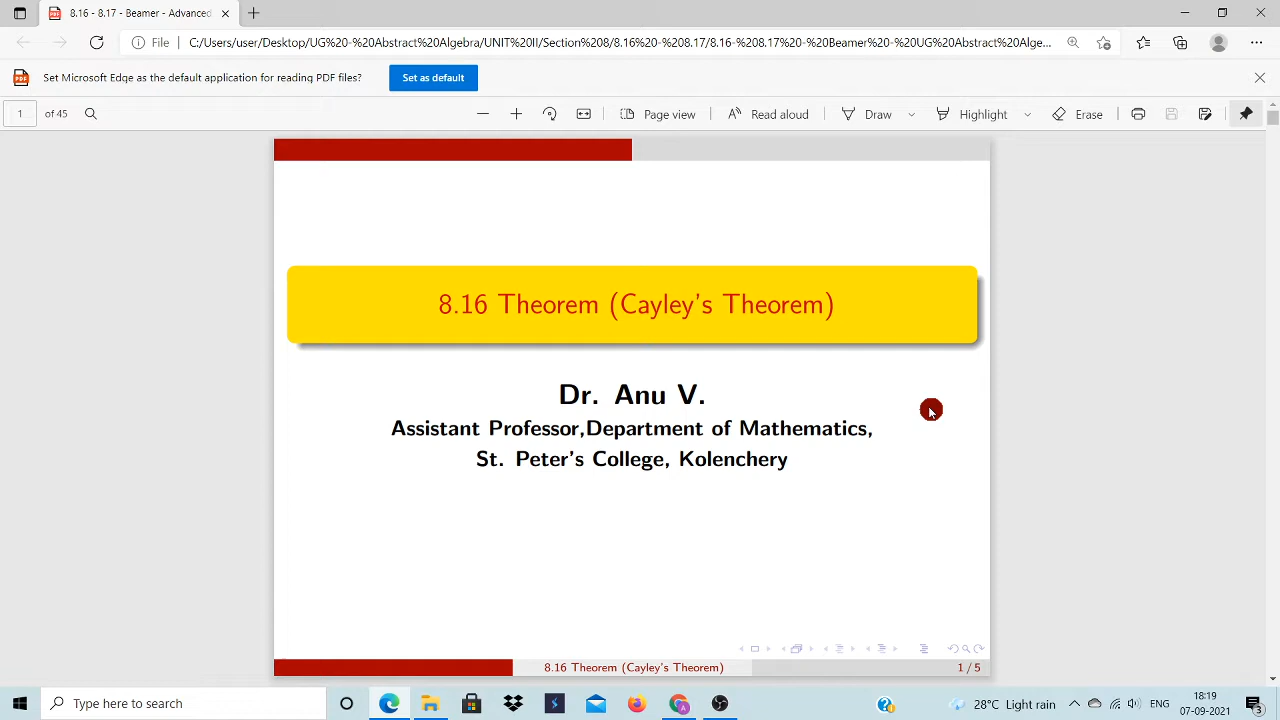 8.16 - 8.17 - Beamer - Advanced
File
C:/Users/user/Desktop/UG%20-%20Abstract%20Algebra/UNIT%20II/Section%208/8.16%20-%208.17/8.16%20-%208.17%20-%20Beamer%20-%20UG%20Abstract%20Alge...
Set Microsoft Edge as the default application for reading PDF files?
Set as default
1 of 45
Page view
Read aloud
Draw
Highlight
Erase
8.16 Theorem (Cayley's Theorem)
Dr. Anu V.
Assistant Professor,Department of Mathematics,
St. Peter's College, Kolenchery
8.16 Theorem (Cayley's Theorem)
1 / 5
Type here to search
28°C Light rain
ENG
18:19
07-09-2021
3